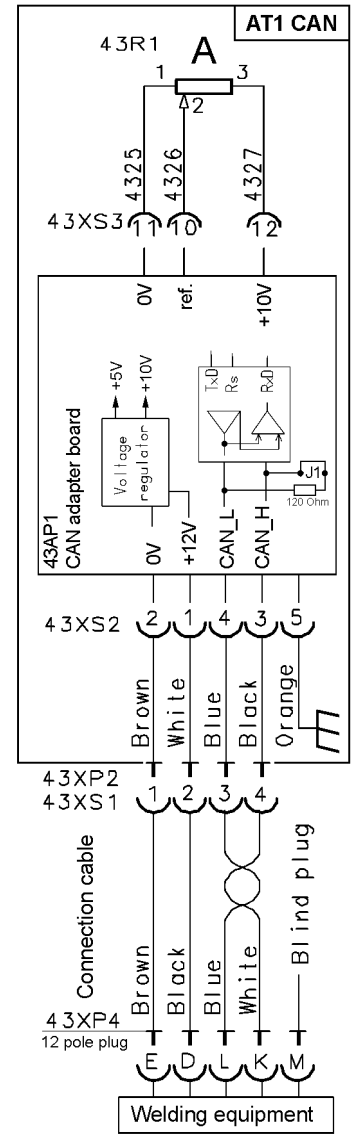 AT1 CAN
43R1 A
1 3
2
4325 4326 4327
43XS3 11 10 12
0V ref. +10V
+5V +10V TxD Rs RxD
Voltage
regulator
J1
120 Ohm
43AP1
CAN adapter board
0V +12V CAN_L CAN_H
43XS2 2 1 4 3 5
Brown White Blue Black Orange
43XP2
43XS1 1 2 3 4
Connection cable
Brown Black Blue White Blind plug
43XP4
12 pole plug
E D L K M
Welding equipment